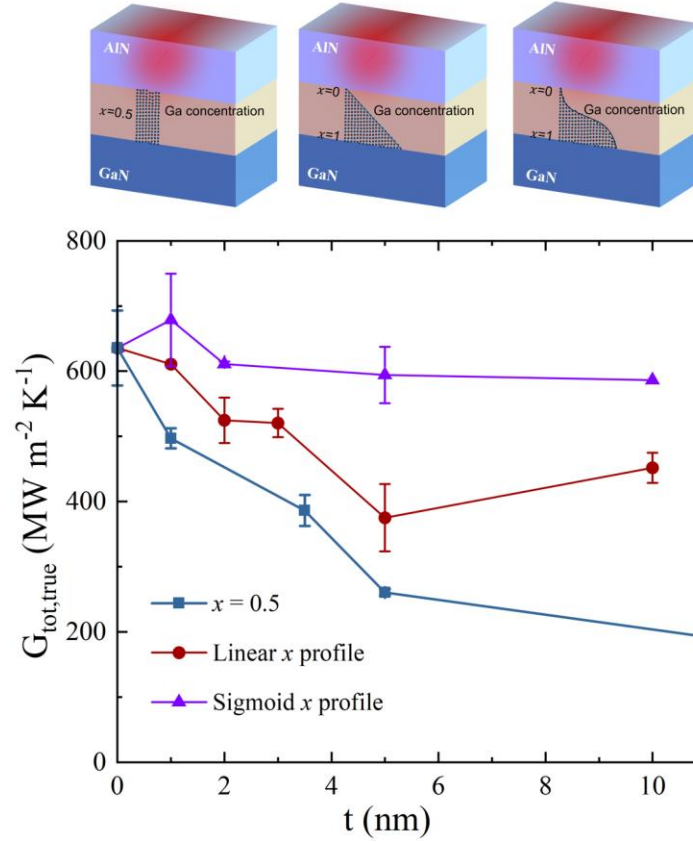 AlN
x=0.5
Ga concentration
GaN
AlN
x=0
Ga concentration
x=1
GaN
AlN
x=0
Ga concentration
x=1
GaN
800
600
400
200
0
G_tot,true (MW m⁻² K⁻¹)
x = 0.5
Linear x profile
Sigmoid x profile
0 2 4 6 8 10
t (nm)